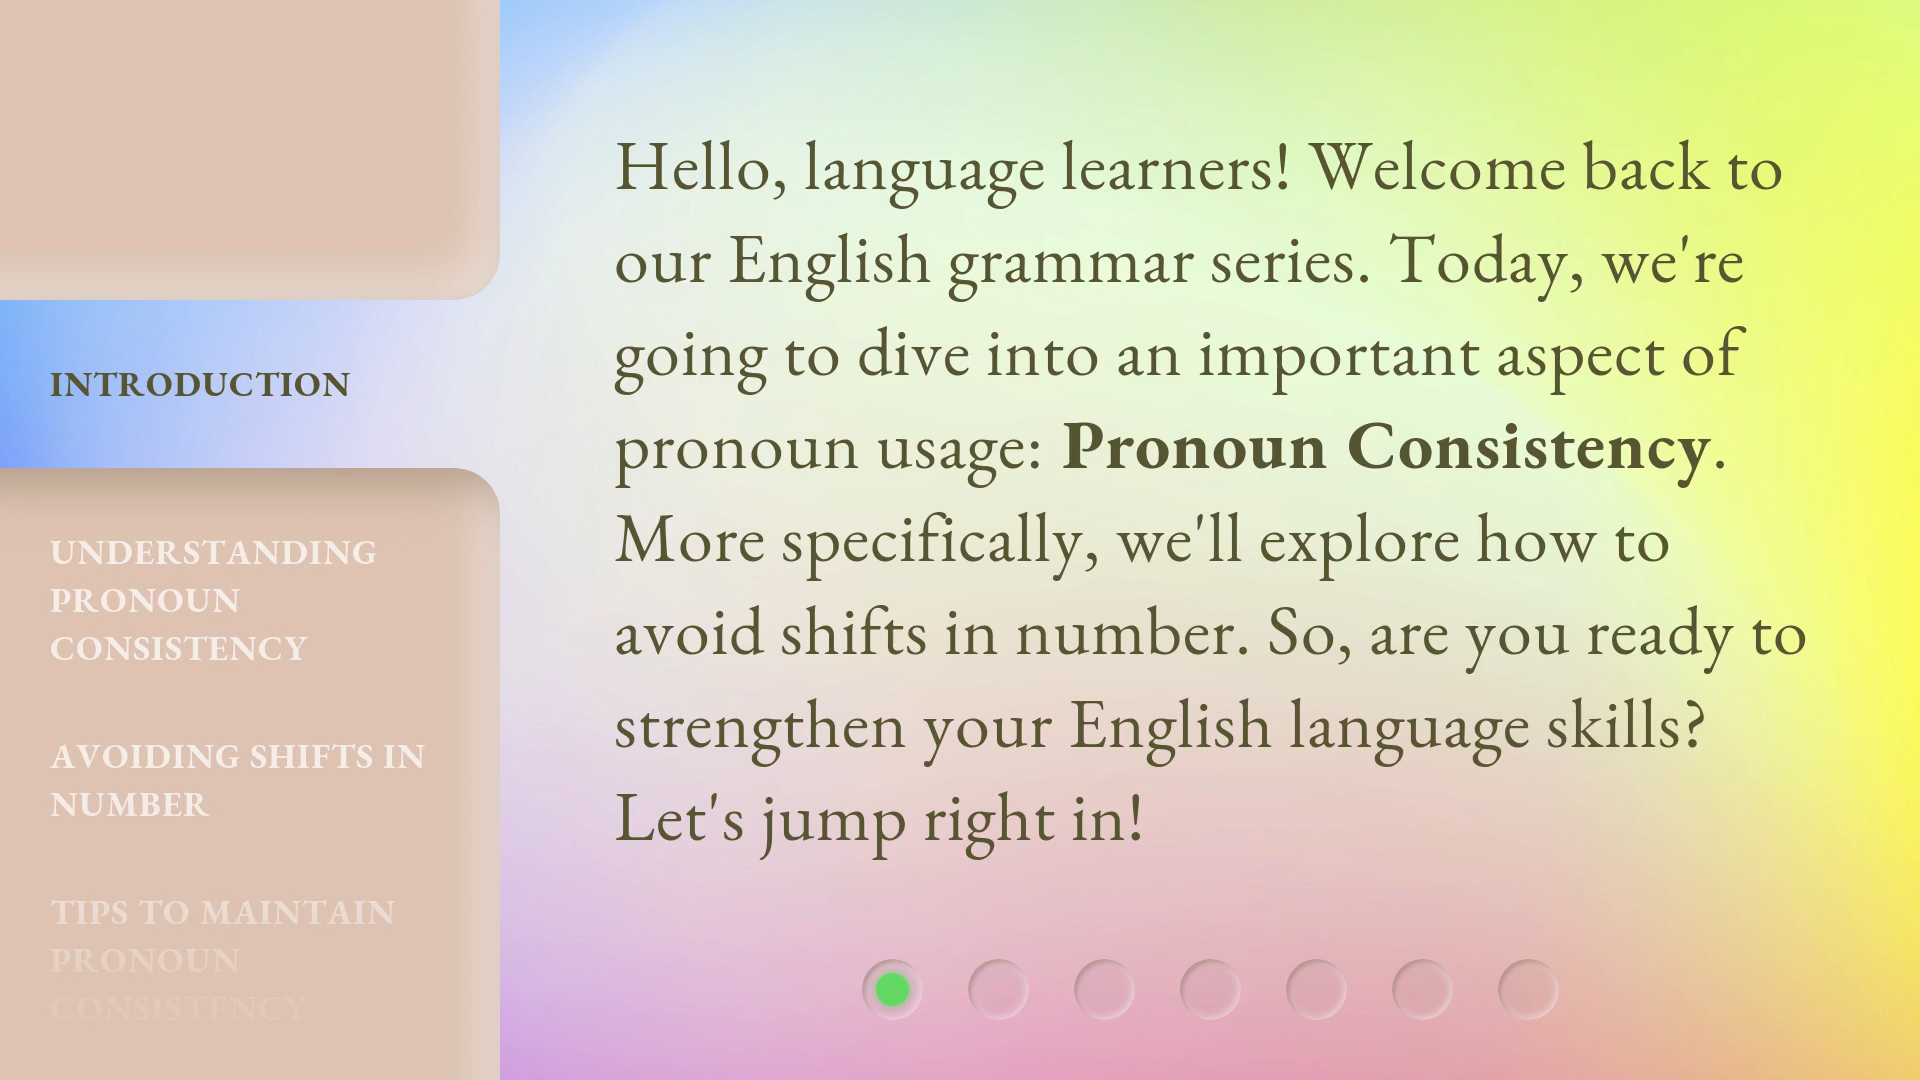 INTRODUCTION
UNDERSTANDING
PRONOUN
CONSISTENCY
AVOIDING SHIFTS IN
NUMBER
TIPS TO MAINTAIN
PRONOUN
CONSISTENCY
Hello, language learners! Welcome back to
our English grammar series. Today, we're
going to dive into an important aspect of
pronoun usage: Pronoun Consistency.
More specifically, we'll explore how to
avoid shifts in number. So, are you ready to
strengthen your English language skills?
Let's jump right in!